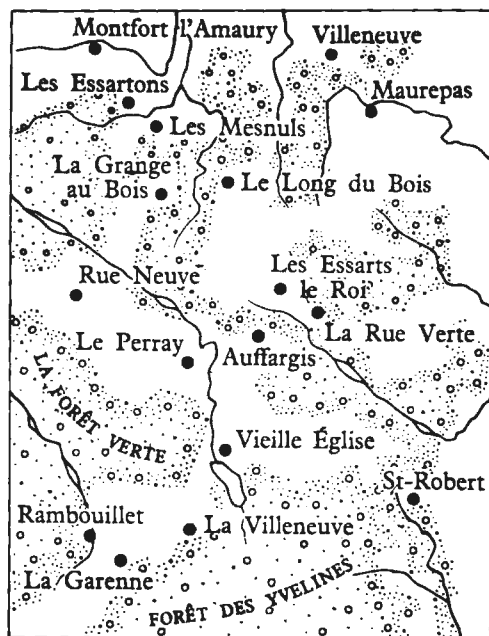 Montfort l'Amaury
Villeneuve
Les Essartons
Maurepas
Les Mesnuls
La Grange
au Bois
Le Long du Bois
Rue Neuve
Les Essarts
le Roi
La Rue Verte
Le Perray
Auffargis
LA FORÊT VERTE
Vieille Église
St-Robert
Rambouillet
La Villeneuve
La Garenne
FORÊT DES YVELINES